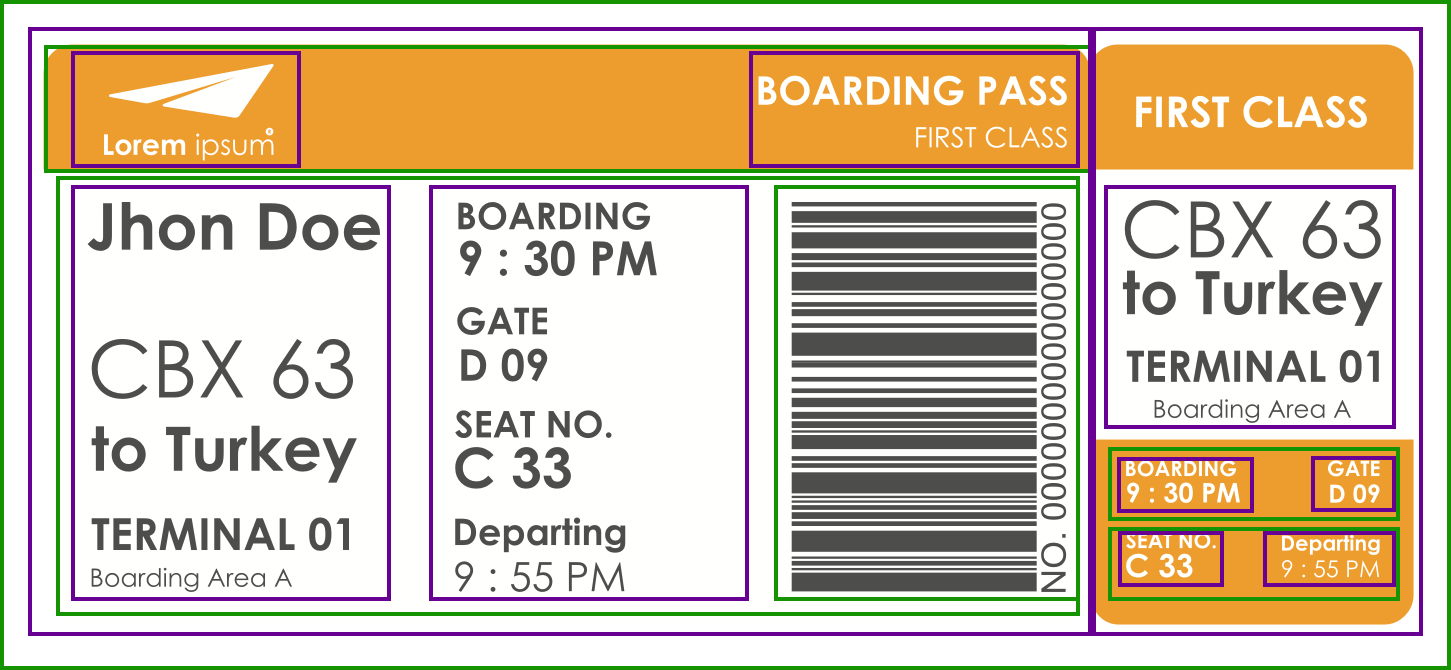 Lorem ipsum
BOARDING PASS
FIRST CLASS
Jhon Doe
CBX 63
to Turkey
TERMINAL 01
Boarding Area A
BOARDING
9 : 30 PM
GATE
D 09
SEAT NO.
C 33
Departing
9 : 55 PM
NO. 0000000000000000
FIRST CLASS
CBX 63
to Turkey
TERMINAL 01
Boarding Area A
BOARDING
9 : 30 PM
GATE
D 09
SEAT NO.
C 33
Departing
9 : 55 PM